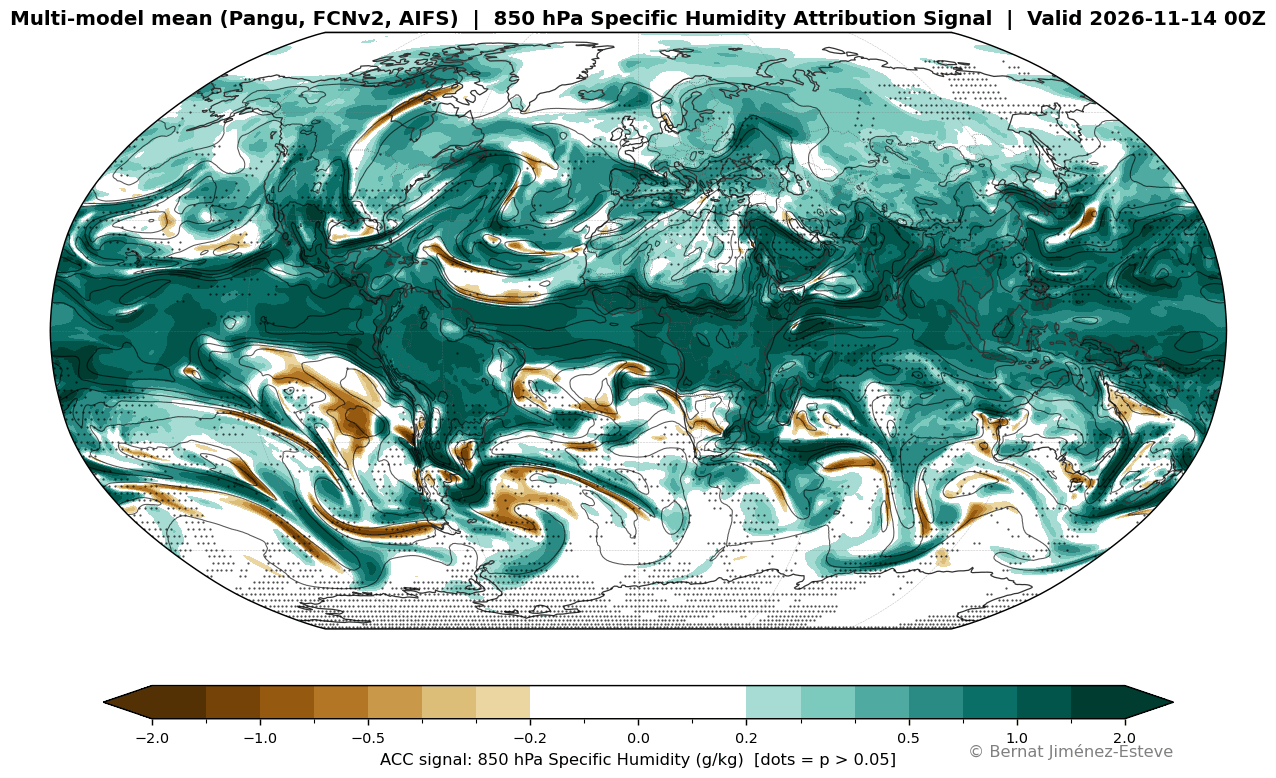 Multi-model mean (Pangu, FCNv2, AIFS) | 850 hPa Specific Humidity Attribution Signal | Valid 2026-11-14 00Z
−2.0 −1.0 −0.5 −0.2 0.0 0.2 0.5 1.0 2.0
ACC signal: 850 hPa Specific Humidity (g/kg) [dots = p > 0.05]
© Bernat Jiménez-Esteve